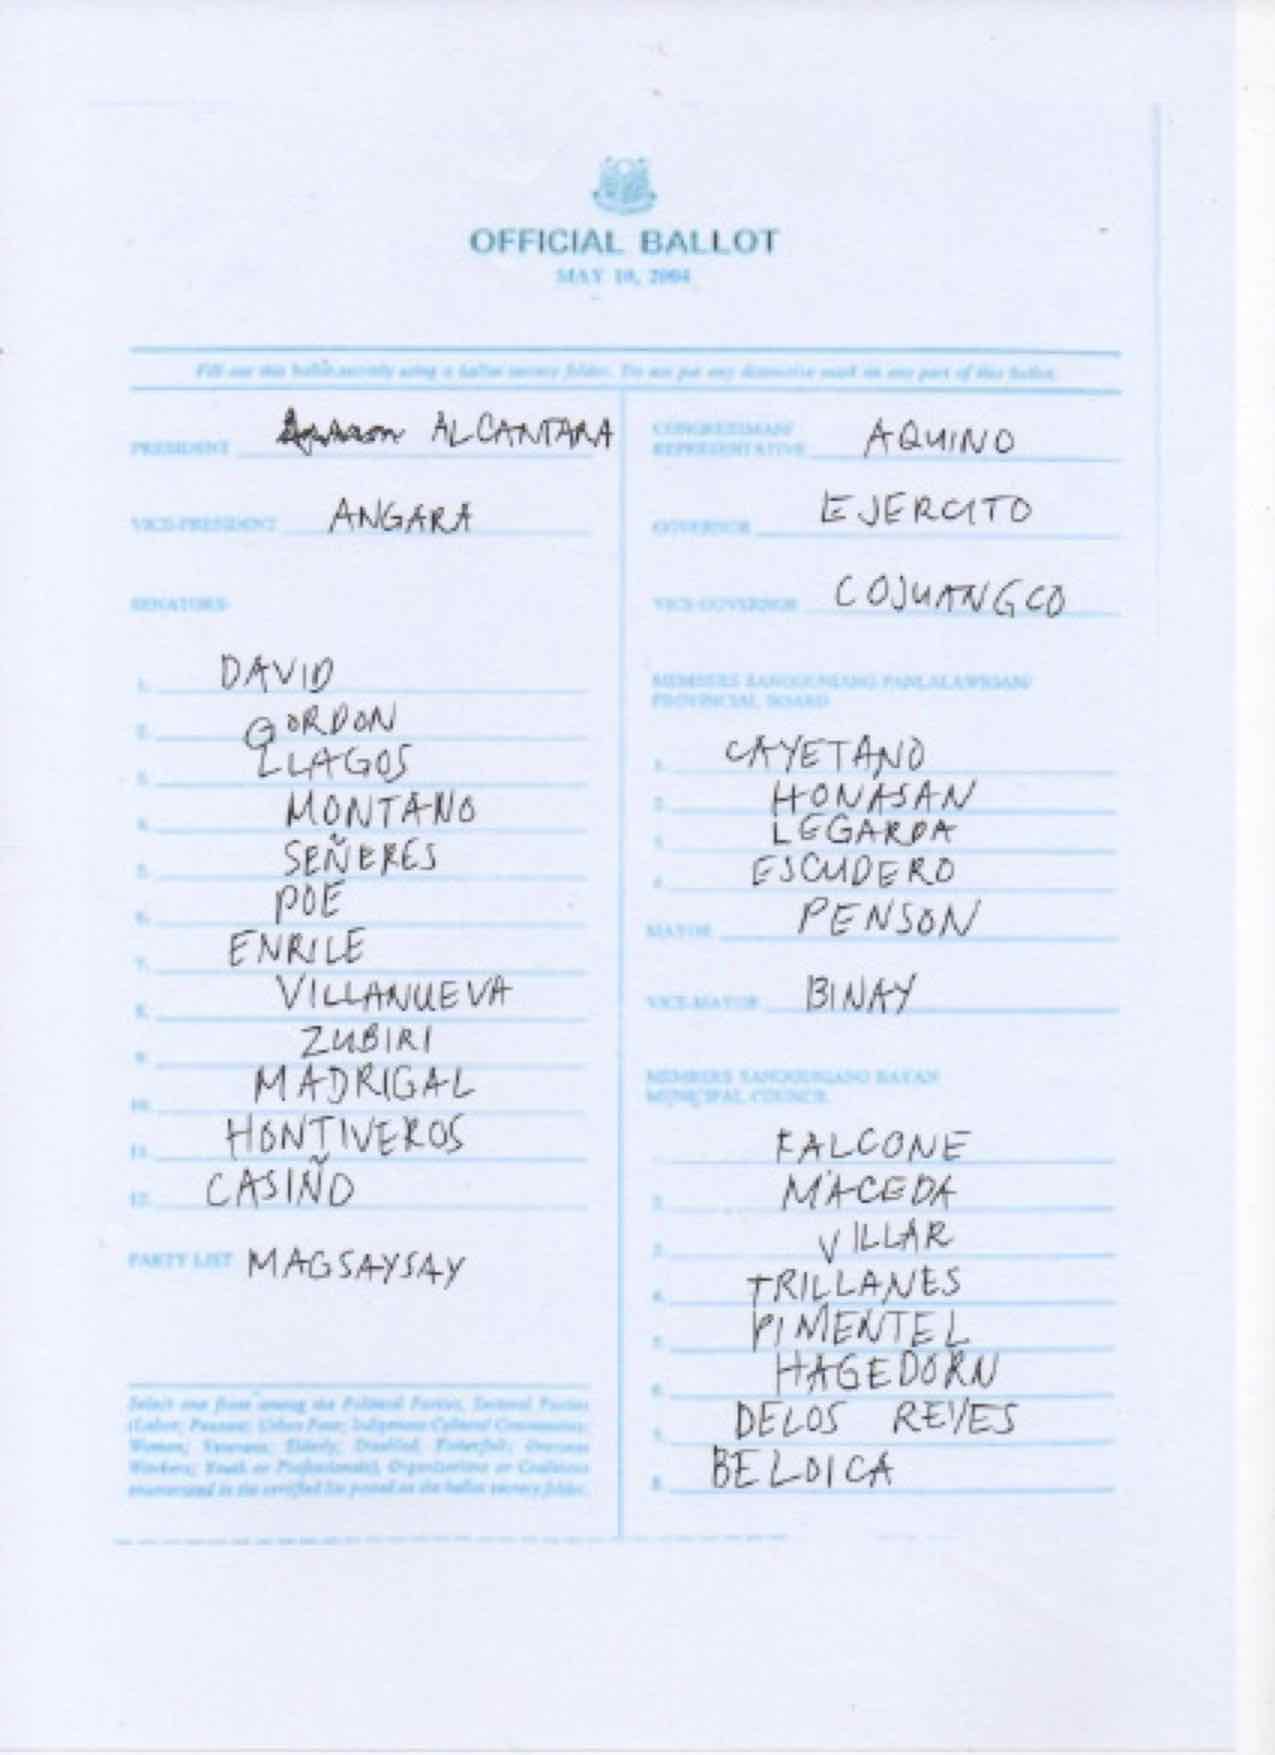 OFFICIAL BALLOT
MAY 10, 2004
Fill out this ballot secretly using a ballot secrecy folder. Do not put any distinctive mark on any part of this ballot.
PRESIDENT ALCANTARA
VICE-PRESIDENT ANGARA
SENATORS
1. DAVID
2. GORDON
3. LLAGOS
4. MONTANO
5. SEÑERES
6. POE
7. ENRILE
8. VILLANUEVA
9. ZUBIRI
10. MADRIGAL
11. HONTIVEROS
12. CASIÑO
PARTY LIST MAGSAYSAY
Select one from among the Political Parties, Sectoral Parties
(Labor; Peasant; Urban Poor; Indigenous Cultural Communities;
Women; Veterans; Elderly; Disabled, Fisherfolk; Overseas
Workers; Youth or Professionals), Organizations or Coalitions
enumerated in the certified list posted on the ballot secrecy folder.
CONGRESSMAN/
REPRESENTATIVE AQUINO
GOVERNOR EJERCITO
VICE-GOVERNOR COJUANGCO
MEMBERS SANGGUNIANG PANLALAWIGAN/
PROVINCIAL BOARD
1. CAYETANO
2. HONASAN
3. LEGARDA
4. ESCUDERO
MAYOR PENSON
VICE-MAYOR BINAY
MEMBERS SANGGUNIANG BAYAN
MUNICIPAL COUNCIL
FALCONE
2. MACEDA
3. VILLAR
4. TRILLANES
5. PIMENTEL
6. HAGEDORN
7. DELOS REYES
8. BELOICA